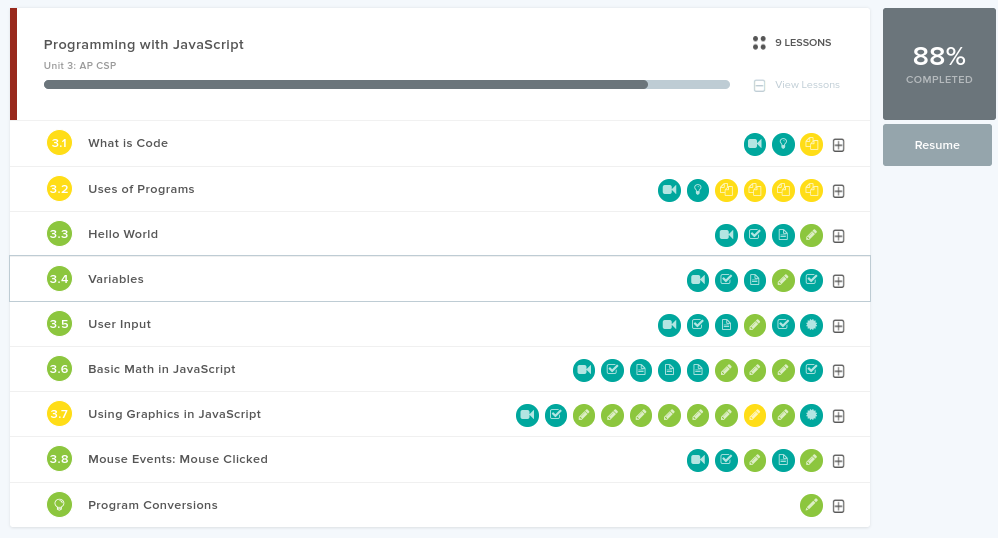 Programming with JavaScript
9 LESSONS
Unit 3: AP CSP
View Lessons
88%
COMPLETED
Resume
3.1 What is Code
3.2 Uses of Programs
3.3 Hello World
3.4 Variables
3.5 User Input
3.6 Basic Math in JavaScript
3.7 Using Graphics in JavaScript
3.8 Mouse Events: Mouse Clicked
Program Conversions